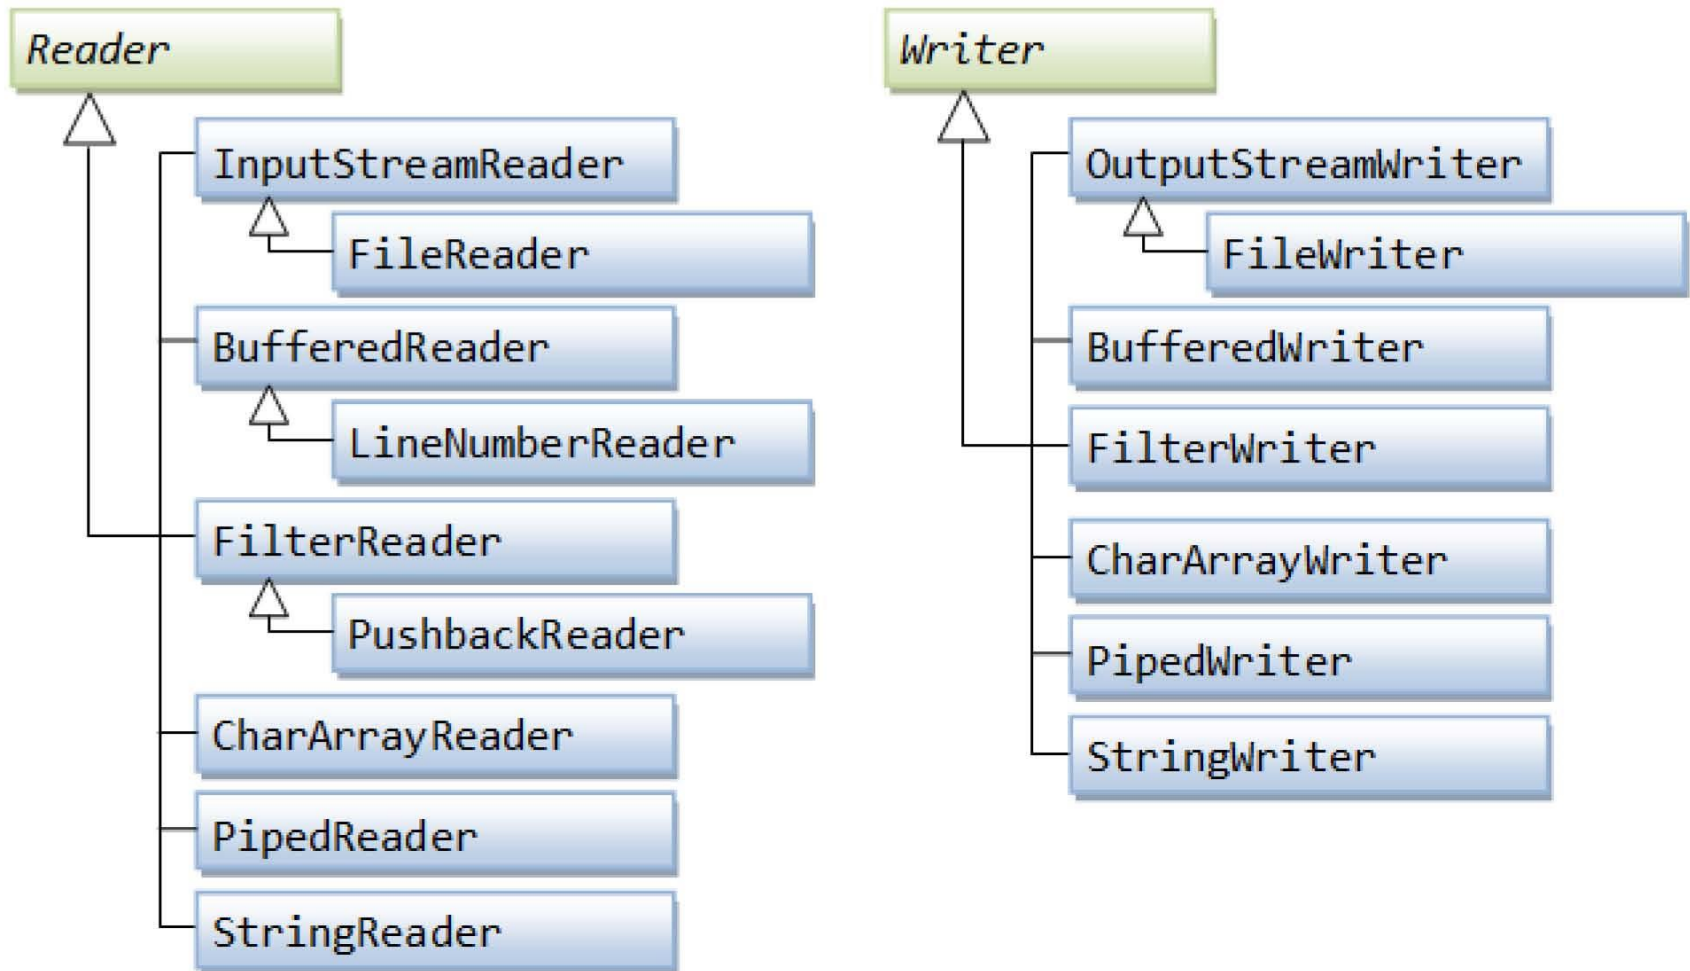 Reader
InputStreamReader
FileReader
BufferedReader
LineNumberReader
FilterReader
PushbackReader
CharArrayReader
PipedReader
StringReader
Writer
OutputStreamWriter
FileWriter
BufferedWriter
FilterWriter
CharArrayWriter
PipedWriter
StringWriter